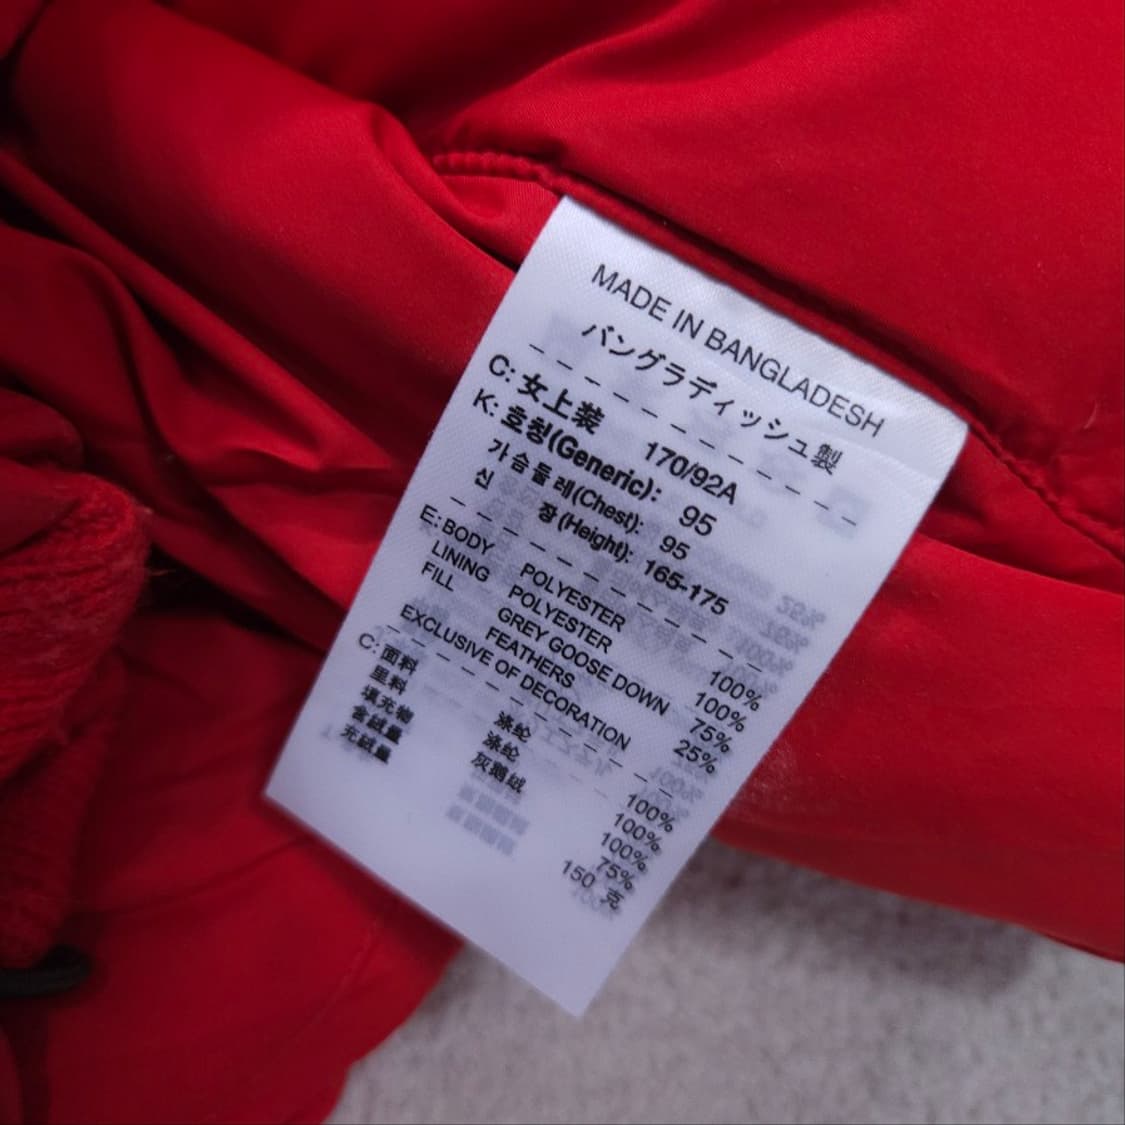 MADE IN BANGLADESH
バングラディッシュ製
C: 女上装 170/92A
K: 호칭(Generic): 95
가슴둘레(Chest): 95
신 장(Height): 165-175
E: BODY POLYESTER 100%
LINING POLYESTER 100%
FILL GREY GOOSE DOWN 75%
FEATHERS 25%
EXCLUSIVE OF DECORATION
C: 面料 涤纶 100%
里料 涤纶 100%
填充物 灰鹅绒 100%
含绒量 75%
充绒量 150 克